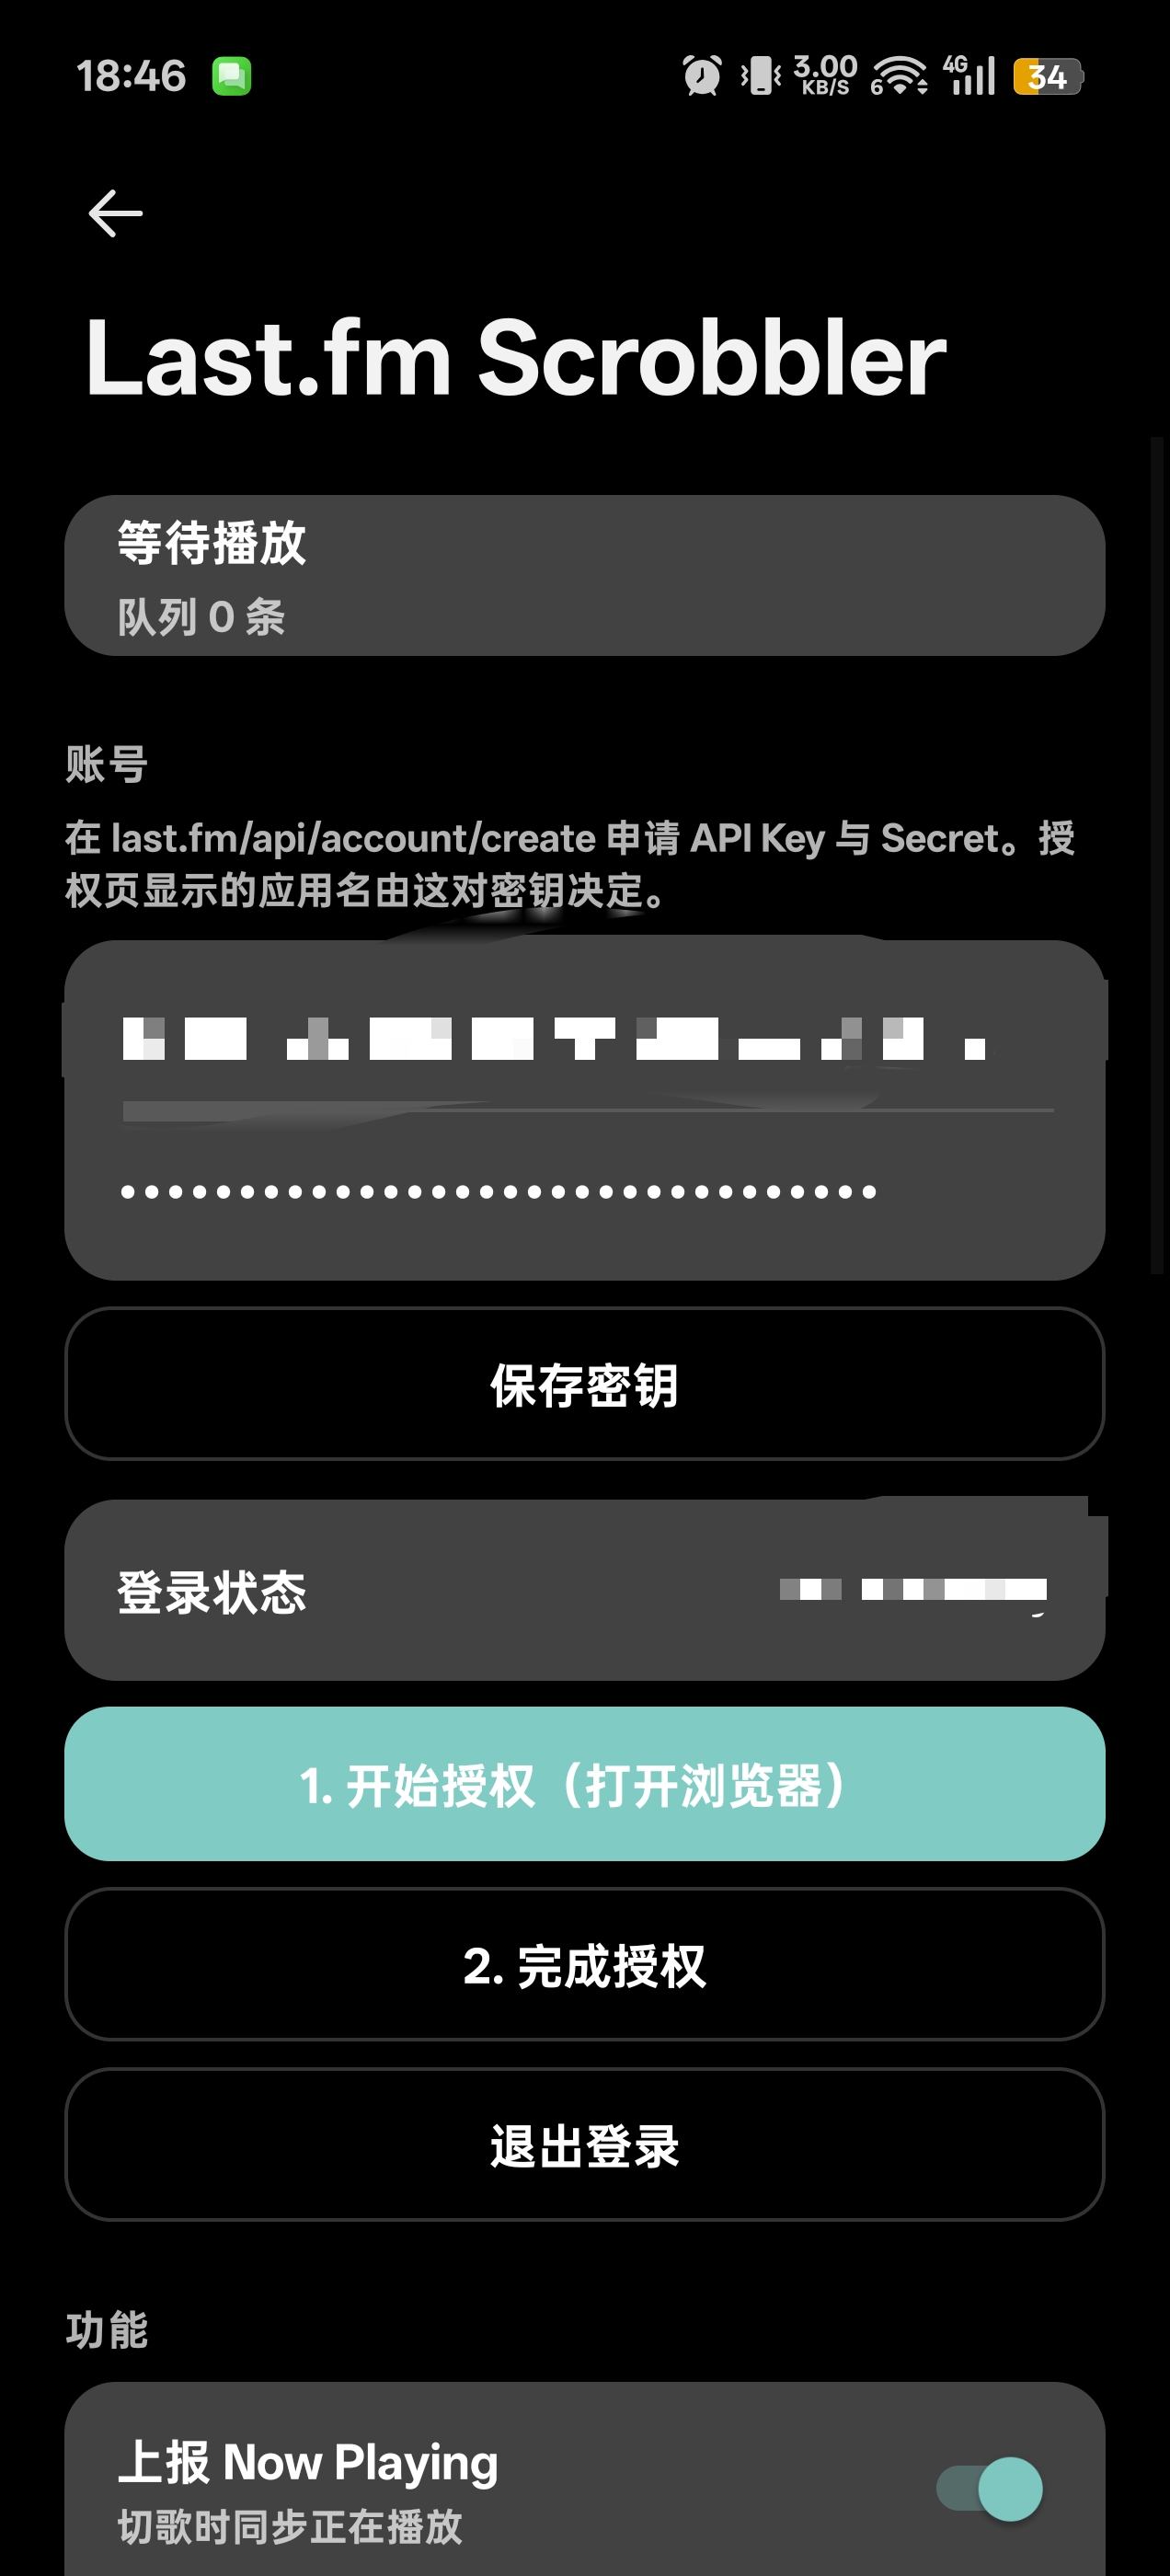 18:46
3.00
KB/S
6
4G
34
Last.fm Scrobbler
等待播放
队列 0 条
账号
在 last.fm/api/account/create 申请 API Key 与 Secret。授
权页显示的应用名由这对密钥决定。
保存密钥
登录状态
1. 开始授权（打开浏览器）
2. 完成授权
退出登录
功能
上报 Now Playing
切歌时同步正在播放